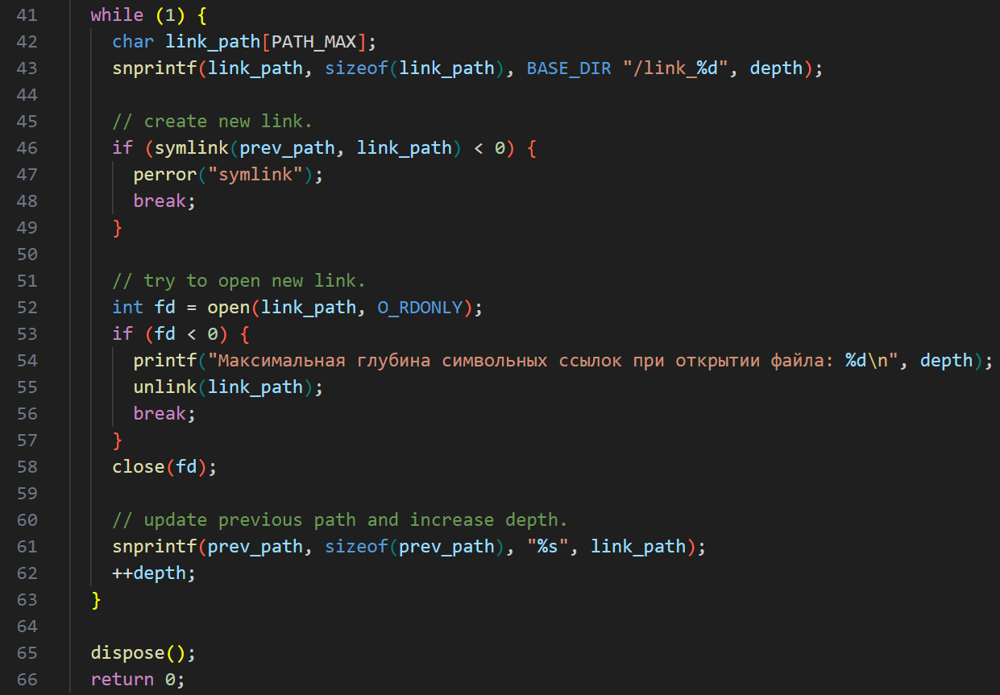 41 while (1) {
42 char link_path[PATH_MAX];
43 snprintf(link_path, sizeof(link_path), BASE_DIR "/link_%d", depth);
44
45 // create new link.
46 if (symlink(prev_path, link_path) < 0) {
47 perror("symlink");
48 break;
49 }
50
51 // try to open new link.
52 int fd = open(link_path, O_RDONLY);
53 if (fd < 0) {
54 printf("Максимальная глубина символьных ссылок при открытии файла: %d\n", depth);
55 unlink(link_path);
56 break;
57 }
58 close(fd);
59
60 // update previous path and increase depth.
61 snprintf(prev_path, sizeof(prev_path), "%s", link_path);
62 ++depth;
63 }
64
65 dispose();
66 return 0;